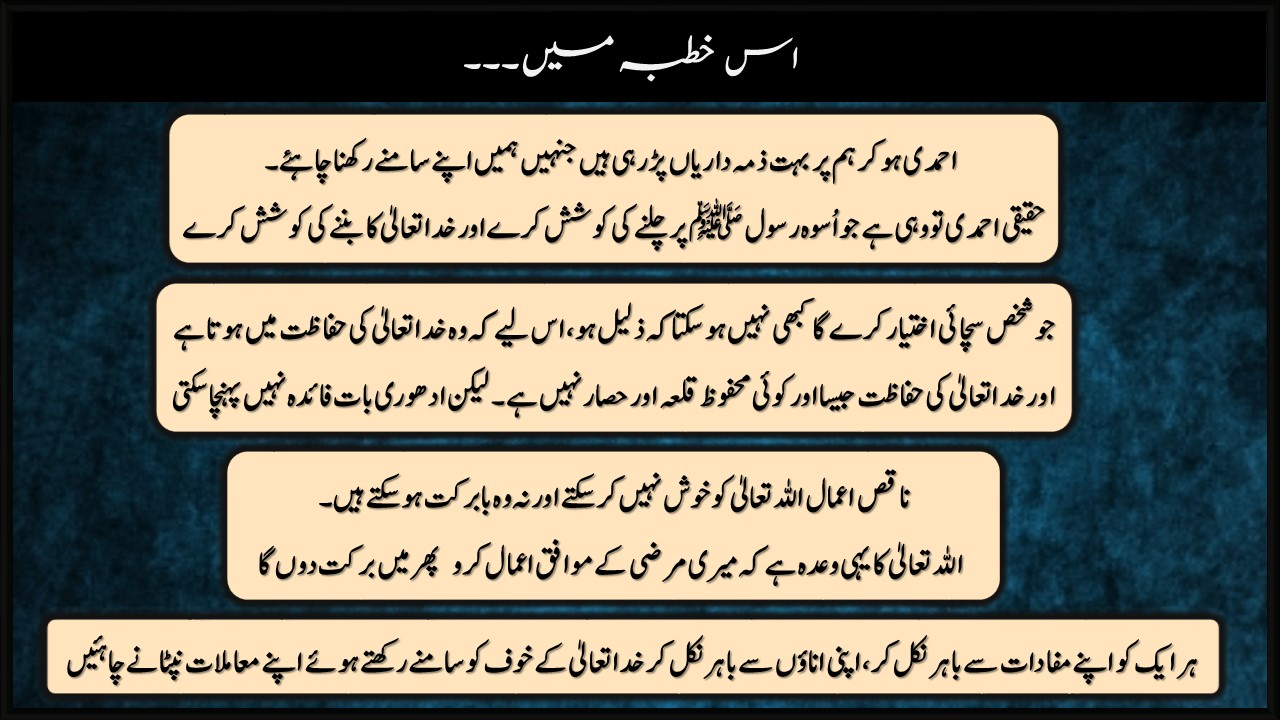 اس خطبہ میں۔۔۔
احمدی ہو کر ہم پر بہت ذمہ داریاں پڑ رہی ہیں جنہیں ہمیں اپنے سامنے رکھنا چاہئے۔
حقیقی احمدی تو وہی ہے جو اُسوہ رسول ﷺ پر چلنے کی کوشش کرے اور خدا تعالیٰ کا بننے کی کوشش کرے
جو شخص سچائی اختیار کرے گا کبھی نہیں ہو سکتا کہ ذلیل ہو، اس لیے کہ وہ خدا تعالیٰ کی حفاظت میں ہوتا ہے
اور خدا تعالیٰ کی حفاظت جیسا اور کوئی محفوظ قلعہ اور حصار نہیں ہے۔ لیکن ادھوری بات فائدہ نہیں پہنچا سکتی
ناقص اعمال اللہ تعالیٰ کو خوش نہیں کر سکتے اور نہ وہ بابرکت ہو سکتے ہیں۔
اللہ تعالیٰ کا یہی وعدہ ہے کہ میری مرضی کے موافق اعمال کرو پھر میں برکت دوں گا
ہر ایک کو اپنے مفادات سے باہر نکل کر، اپنی اناؤں سے باہر نکل کر خدا تعالیٰ کے خوف کو سامنے رکھتے ہوئے اپنے معاملات نپٹانے چاہئیں